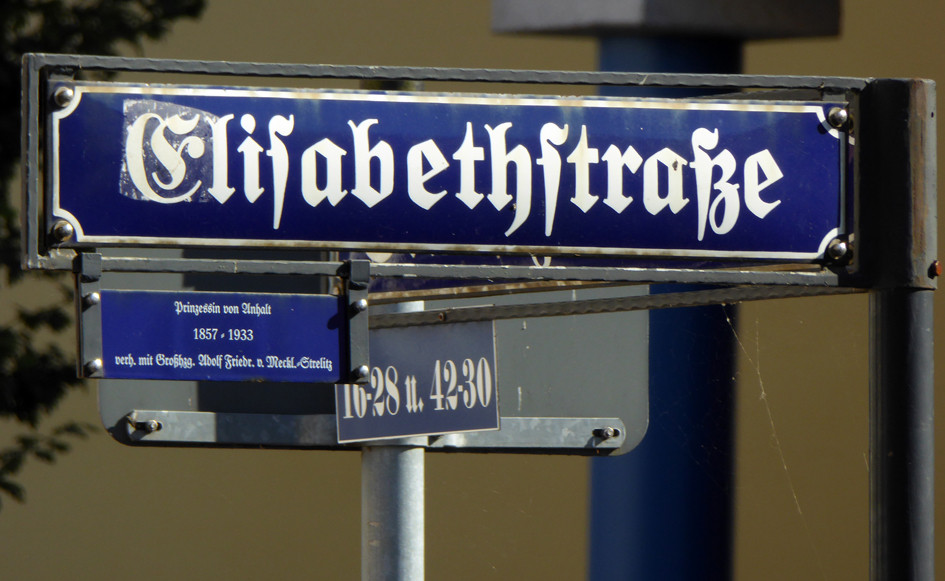 Elisabethstraße
Prinzessin von Anhalt
1857 - 1933
verh. mit Großhzg. Adolf Friedr. v. Meckl.-Strelitz
16-28 u. 42-30